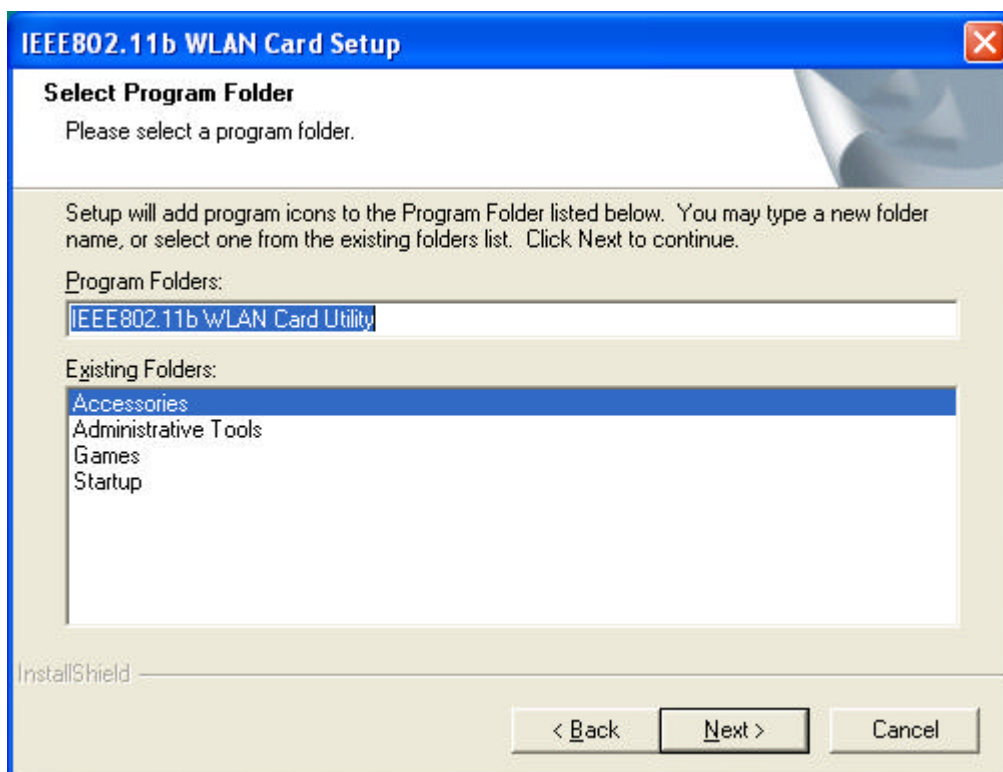 IEEE802.11b WLAN Card Setup
Select Program Folder
Please select a program folder.
Setup will add program icons to the Program Folder listed below. You may type a new folder
name, or select one from the existing folders list. Click Next to continue.
Program Folders:
IEEE802.11b WLAN Card Utility
Existing Folders:
Accessories
Administrative Tools
Games
Startup
InstallShield
< Back
Next >
Cancel